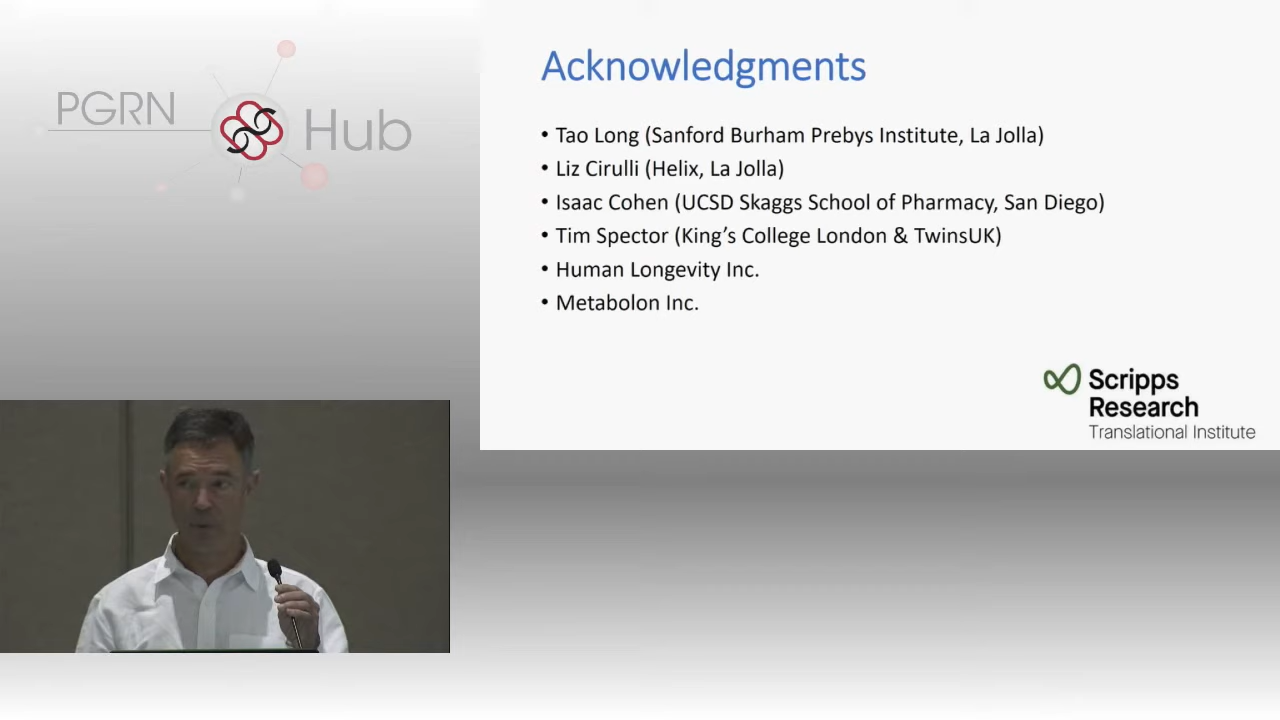 PGRN Hub
Acknowledgments
• Tao Long (Sanford Burham Prebys Institute, La Jolla)
• Liz Cirulli (Helix, La Jolla)
• Isaac Cohen (UCSD Skaggs School of Pharmacy, San Diego)
• Tim Spector (King’s College London & TwinsUK)
• Human Longevity Inc.
• Metabolon Inc.
Scripps
Research
Translational Institute